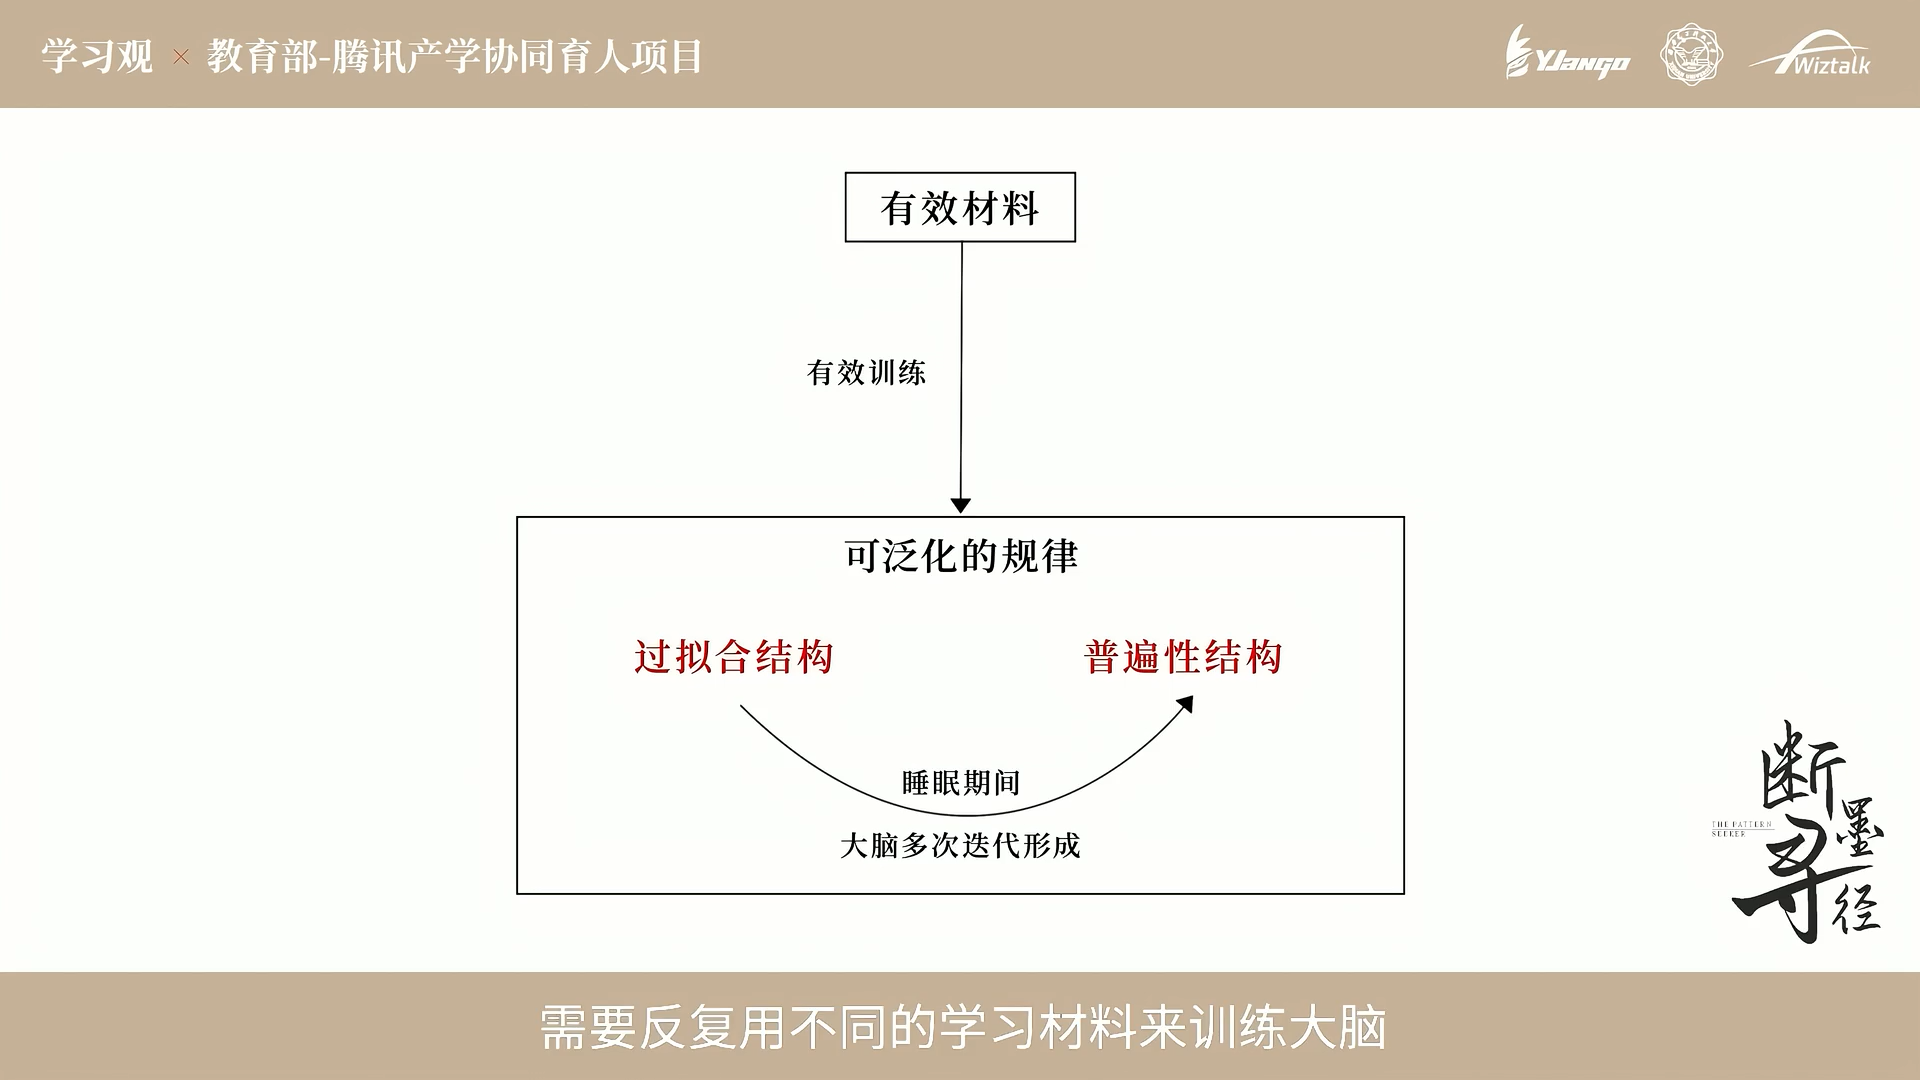 学习观 × 教育部-腾讯产学协同育人项目
YJango
Wiztalk
有效材料
有效训练
可泛化的规律
过拟合结构
普遍性结构
睡眠期间
大脑多次迭代形成
断墨寻径
THE PATTERN
SEEKER
需要反复用不同的学习材料来训练大脑